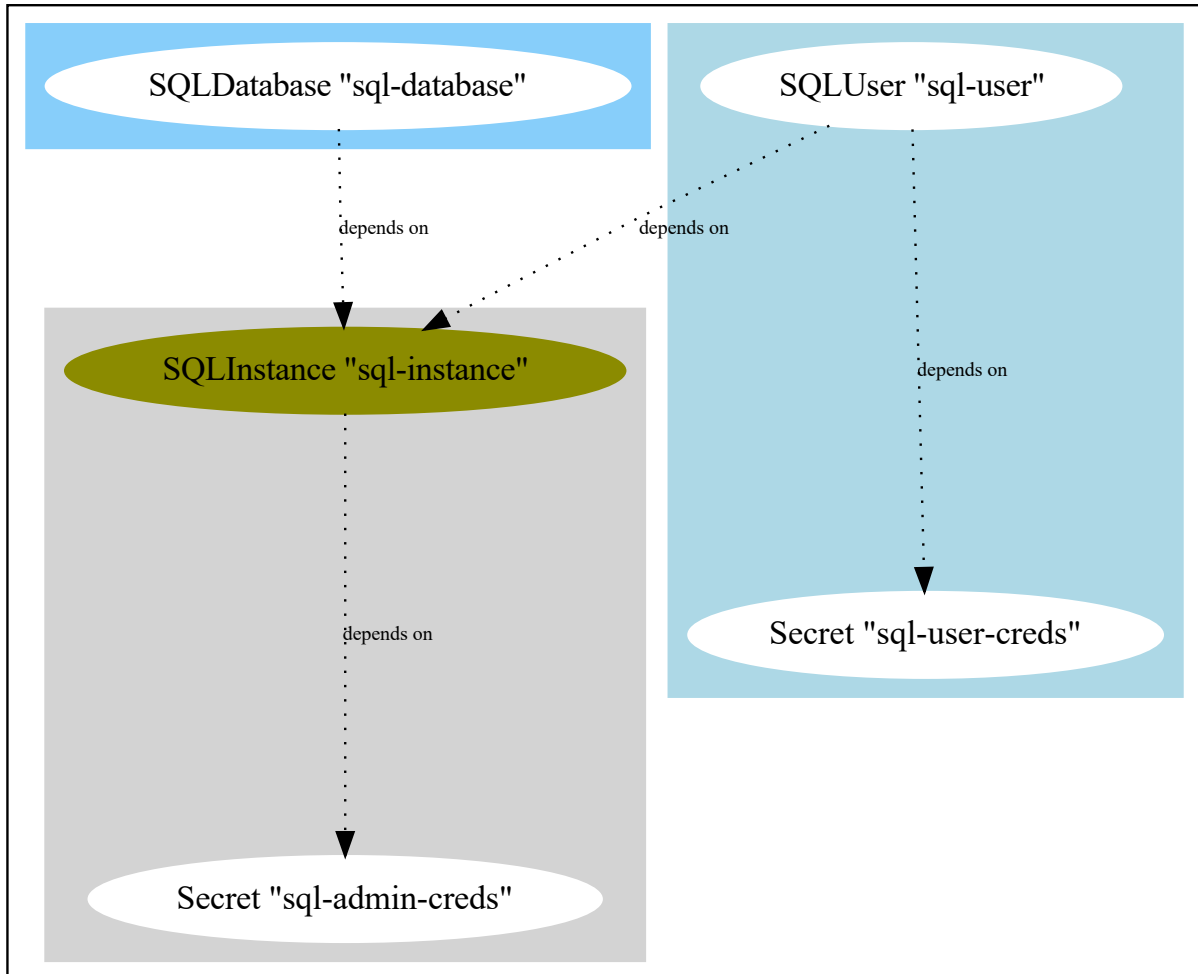 SQLDatabase "sql-database"
SQLUser "sql-user"
depends on
depends on
SQLInstance "sql-instance"
depends on
depends on
Secret "sql-user-creds"
Secret "sql-admin-creds"